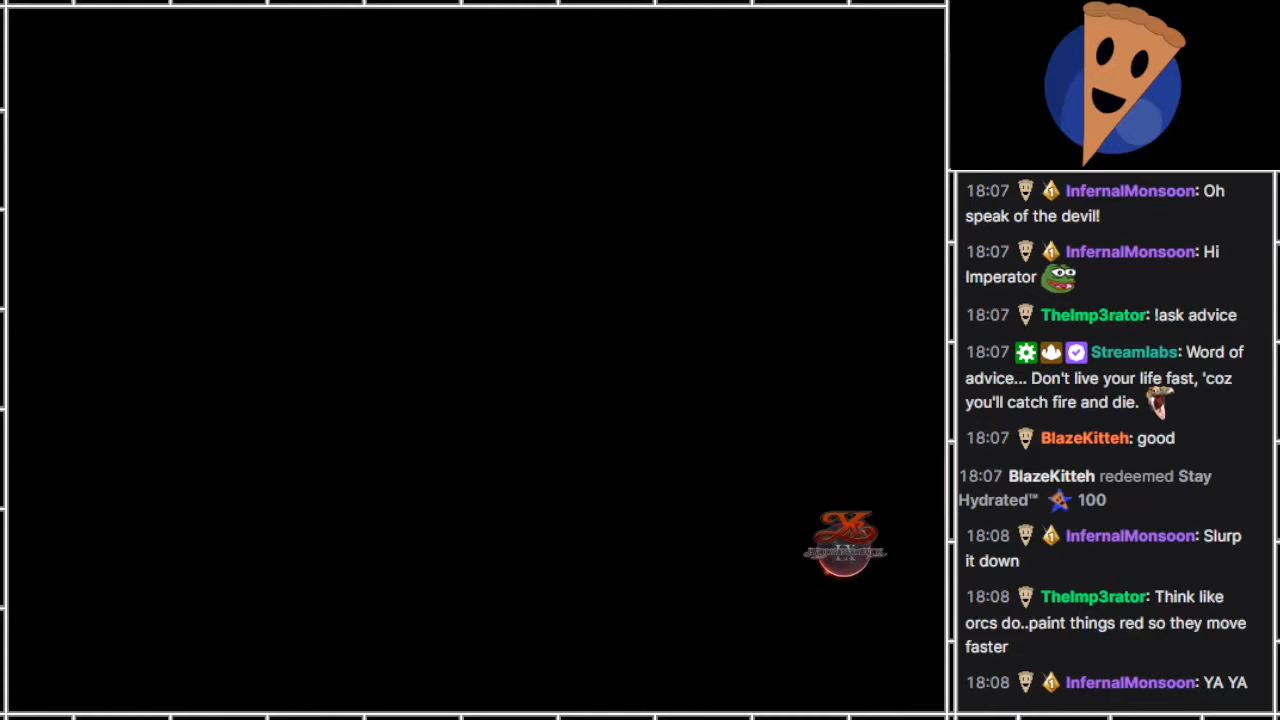 18:07 InfernalMonsoon: Oh
speak of the devil!
18:07 InfernalMonsoon: Hi
Imperator
18:07 TheImp3rator: !ask advice
18:07 Streamlabs: Word of
advice... Don't live your life fast, 'coz
you'll catch fire and die.
18:07 BlazeKitteh: good
18:07 BlazeKitteh redeemed Stay
Hydrated™ 100
18:08 InfernalMonsoon: Slurp
it down
18:08 TheImp3rator: Think like
orcs do..paint things red so they move
faster
18:08 InfernalMonsoon: YA YA
Ys
IX